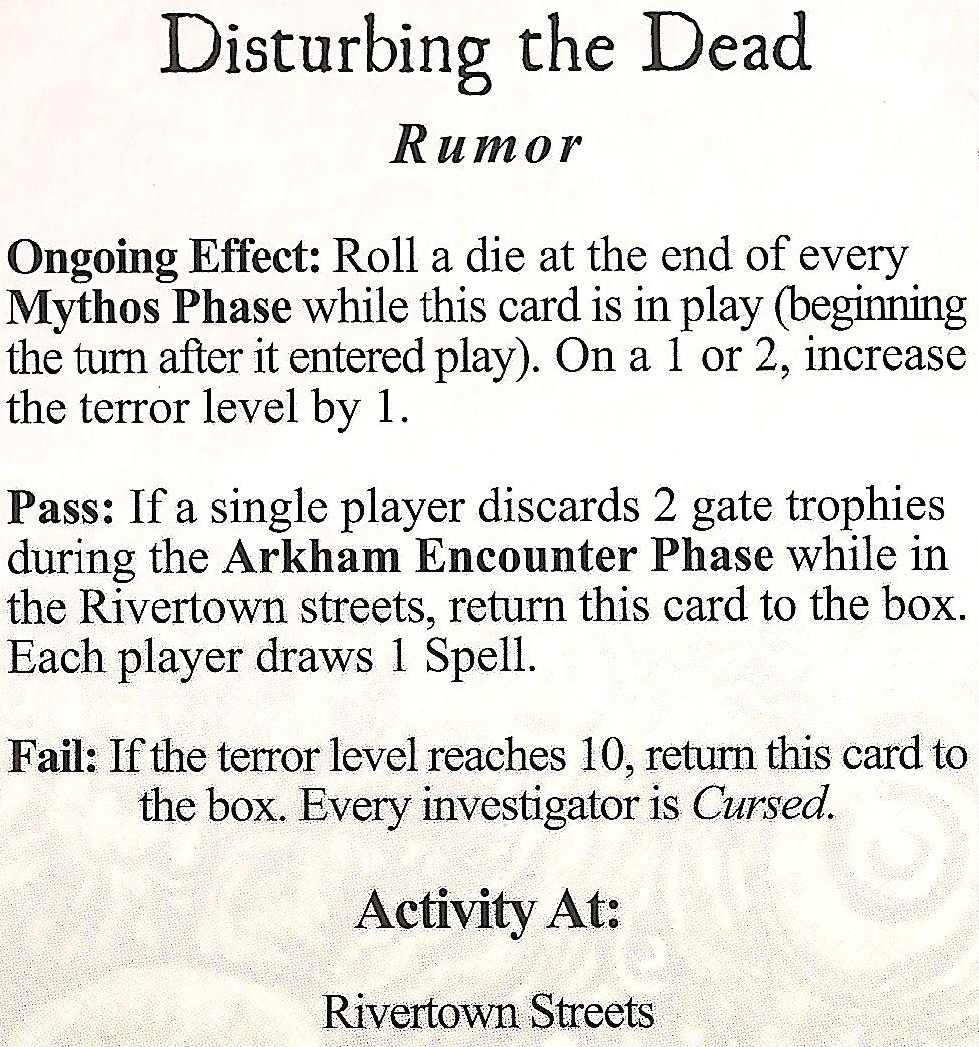 Disturbing the Dead
Rumor
Ongoing Effect: Roll a die at the end of every
Mythos Phase while this card is in play (beginning
the turn after it entered play). On a 1 or 2, increase
the terror level by 1.
Pass: If a single player discards 2 gate trophies
during the Arkham Encounter Phase while in
the Rivertown streets, return this card to the box.
Each player draws 1 Spell.
Fail: If the terror level reaches 10, return this card to
the box. Every investigator is Cursed.
Activity At:
Rivertown Streets